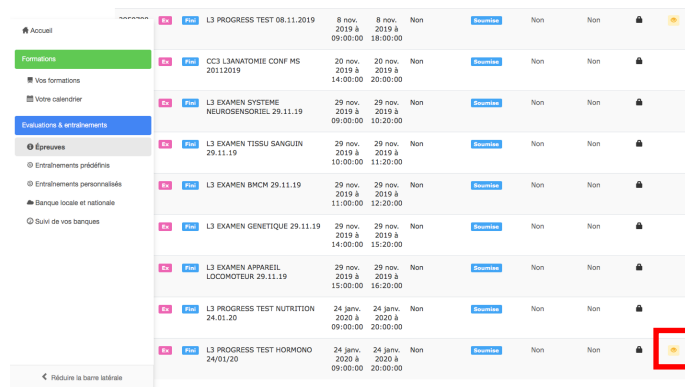 Accueil
Formations
Vos formations
Votre calendrier
Evaluations & entraînements
Épreuves
Entraînements prédéfinis
Entraînements personnalisés
Banque locale et nationale
Suivi de vos banques
Réduire la barre latérale
Ex Fini L3 PROGRESS TEST 08.11.2019 8 nov. 8 nov. Non Soumise Non Non
2019 à 2019 à
09:00:00 18:00:00
Ex Fini CC3 L3ANATOMIE CONF MS 20 nov. 20 nov. Non Soumise Non Non
20112019 2019 à 2019 à
14:00:00 20:00:00
Ex Fini L3 EXAMEN SYSTEME 29 nov. 29 nov. Non Soumise Non Non
NEUROSENSORIEL 29.11.19 2019 à 2019 à
09:00:00 10:20:00
Ex Fini L3 EXAMEN TISSU SANGUIN 29 nov. 29 nov. Non Soumise Non Non
29.11.19 2019 à 2019 à
10:00:00 11:20:00
Ex Fini L3 EXAMEN BMCM 29.11.19 29 nov. 29 nov. Non Soumise Non Non
2019 à 2019 à
11:00:00 12:20:00
Ex Fini L3 EXAMEN GENETIQUE 29.11.19 29 nov. 29 nov. Non Soumise Non Non
2019 à 2019 à
14:00:00 15:20:00
Ex Fini L3 EXAMEN APPAREIL 29 nov. 29 nov. Non Soumise Non Non
LOCOMOTEUR 29.11.19 2019 à 2019 à
15:00:00 16:20:00
Ex Fini L3 PROGRESS TEST NUTRITION 24 janv. 24 janv. Non Soumise Non Non
24.01.20 2020 à 2020 à
09:00:00 20:00:00
Ex Fini L3 PROGRESS TEST HORMONO 24 janv. 24 janv. Non Soumise Non Non
24/01/20 2020 à 2020 à
09:00:00 20:00:00